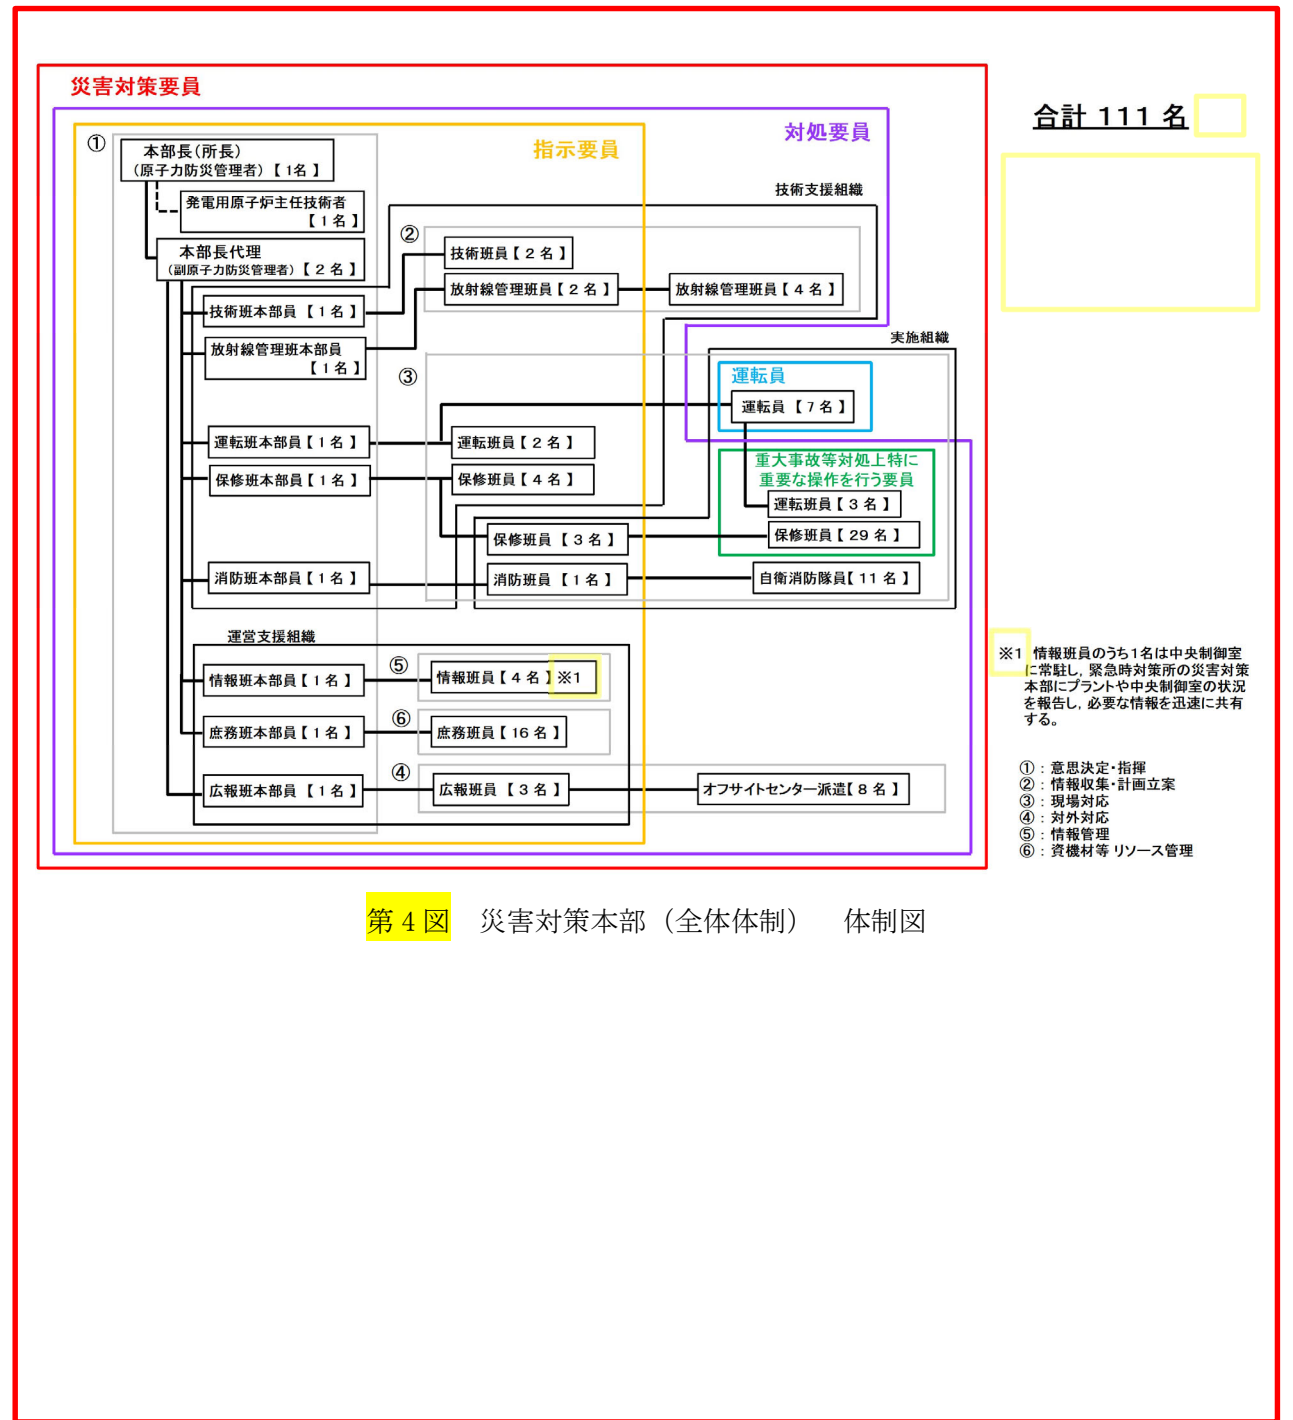 災害対策要員
合計 111 名
対処要員
指示要員
①
本部長(所長)
(原子力防災管理者)【 1名 】
発電用原子炉主任技術者
【 1 名 】
本部長代理
(副原子力防災管理者)【 2 名 】
技術支援組織
②
技術班員【 2 名 】
放射線管理班員【 2 名 】
放射線管理班員【 4 名 】
技術班本部員 【 1 名 】
放射線管理班本部員
【 1 名 】
実施組織
③
運転員
運転員 【 7 名 】
運転班本部員【 1 名 】
運転班員【 2 名 】
保修班本部員【 1 名 】
保修班員【 4 名 】
重大事故等対処上特に
重要な操作を行う要員
運転班員【 3 名 】
保修班員 【 3 名 】
保修班員【 29 名 】
消防班本部員【 1 名 】
消防班員 【 1 名 】
自衛消防隊員【 11 名 】
運営支援組織
⑤
情報班本部員【 1 名 】
情報班員【 4 名 】※1
⑥
庶務班本部員【 1 名 】
庶務班員【 16 名 】
④
広報班本部員 【 1 名 】
広報班員 【 3 名 】
オフサイトセンター派遣【 8 名 】
※1 情報班員のうち1名は中央制御室
に常駐し, 緊急時対策所の災害対策
本部にプラントや中央制御室の状況
を報告し, 必要な情報を迅速に共有
する。
①:意思決定・指揮
②:情報収集・計画立案
③:現場対応
④:対外対応
⑤:情報管理
⑥:資機材等 リソース管理
第 4 図 災害対策本部(全体体制) 体制図